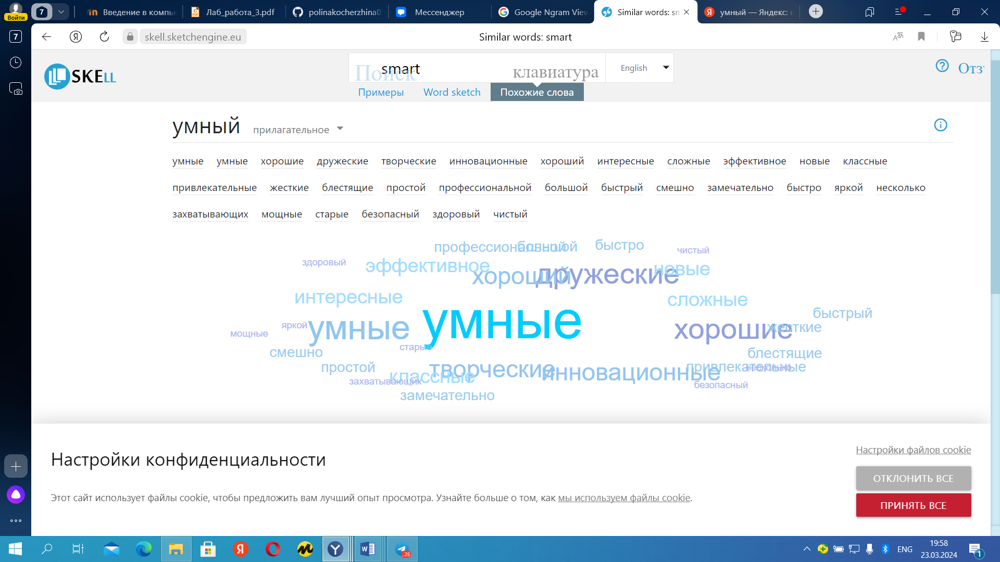 Войти
7 Введение в компью Лаб_работа_3.pdf polinakocherzhina0 Мессенджер Google Ngram View Similar words: sm умный — Яндекс: н
7 skell.sketchengine.eu Similar words: smart
SKELL Поиск smart клавиатура English Отз
Примеры Word sketch Похожие слова
умный прилагательное
умные умные хорошие дружеские творческие инновационные хороший интересные сложные эффективное новые классные
привлекательные жесткие блестящие простой профессиональной большой быстрый смешно замечательно быстро яркой несколько
захватывающих мощные старые безопасный здоровый чистый
профессиональной большой быстро чистый
здоровый эффективное хороший дружеские новые
интересные сложные
быстрый
яркой умные умные хорошие жесткие
мощные старые
смешно блестящие
простой творческие инновационные привлекательные несколько
классные захватывающих безопасный
замечательно
Настройки конфиденциальности
Настройки файлов cookie
ОТКЛОНИТЬ ВСЕ
Этот сайт использует файлы cookie, чтобы предложить вам лучший опыт просмотра. Узнайте больше о том, как мы используем файлы cookie.
ПРИНЯТЬ ВСЕ
ENG 19:58
23.03.2024
..26
1